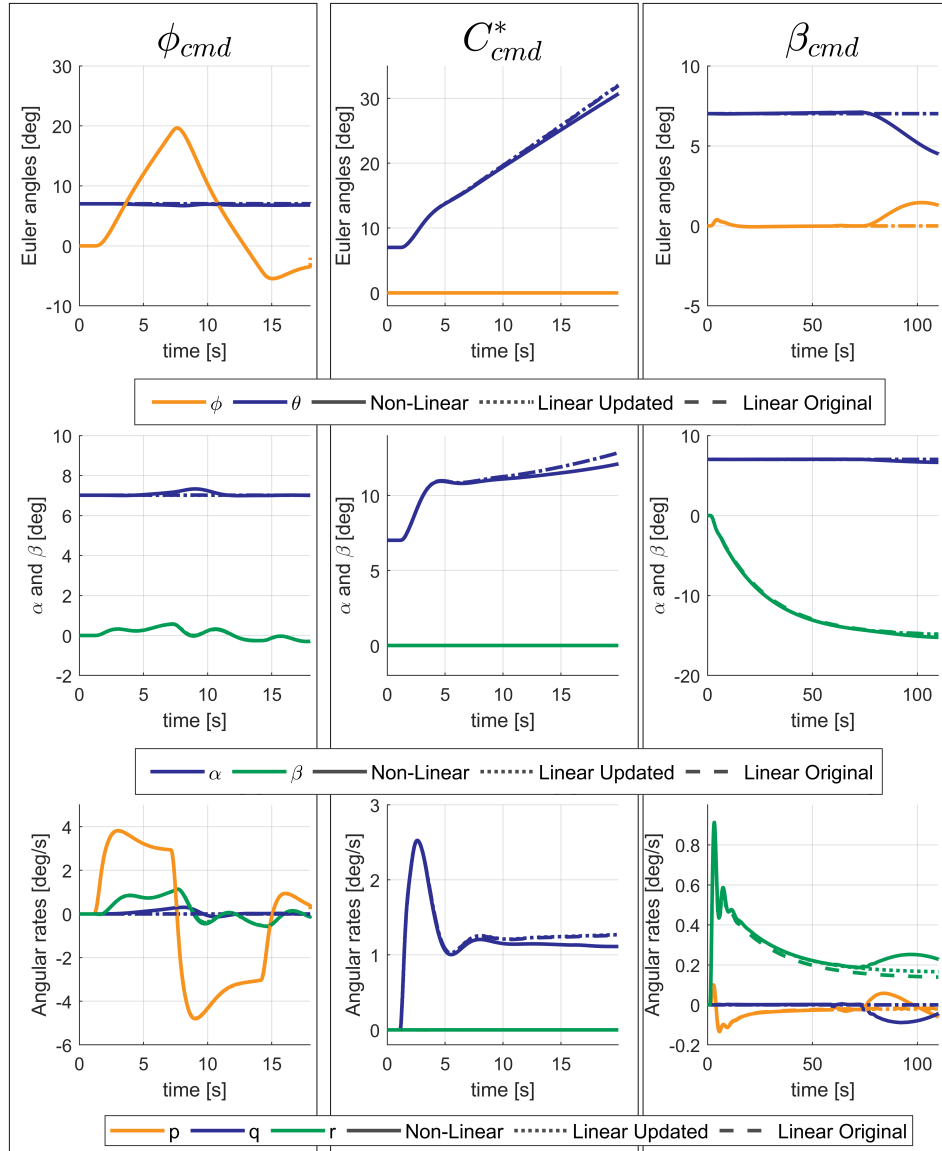 ϕcmd C*cmd βcmd
Euler angles [deg]
30
20
10
0
-10
0 5 10 15
time [s]
Euler angles [deg]
30
20
10
0
0 5 10 15
time [s]
Euler angles [deg]
10
5
0
-5
0 50 100
time [s]
ϕ θ Non-Linear Linear Updated Linear Original
α and β [deg]
10
8
6
4
2
0
-2
0 5 10 15
time [s]
α and β [deg]
10
5
0
0 5 10 15
time [s]
α and β [deg]
10
0
-10
-20
0 50 100
time [s]
α β Non-Linear Linear Updated Linear Original
Angular rates [deg/s]
4
2
0
-2
-4
-6
0 5 10 15
time [s]
Angular rates [deg/s]
3
2
1
0
0 5 10 15
time [s]
Angular rates [deg/s]
0.8
0.6
0.4
0.2
0
-0.2
0 50 100
time [s]
p q r Non-Linear Linear Updated Linear Original